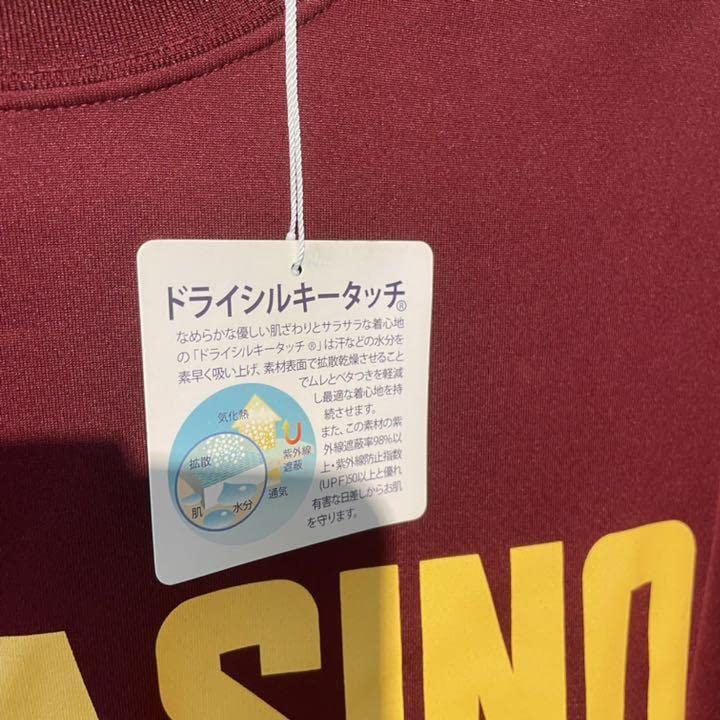 ドライシルキータッチ®
なめらかな優しい肌ざわりとサラサラな着心地
の「ドライシルキータッチ ®」は汗などの水分を
素早く吸い上げ、素材表面で拡散乾燥させること
でムレとベタつきを軽減
し最適な着心地を持
続させます。
また、この素材の紫
外線遮蔽率98%以
上・紫外線防止指数
(UPF)50以上と優れ
有害な日差しからお肌
を守ります。
気化熱
紫外線
遮蔽
拡散
通気
肌
水分
ASINO